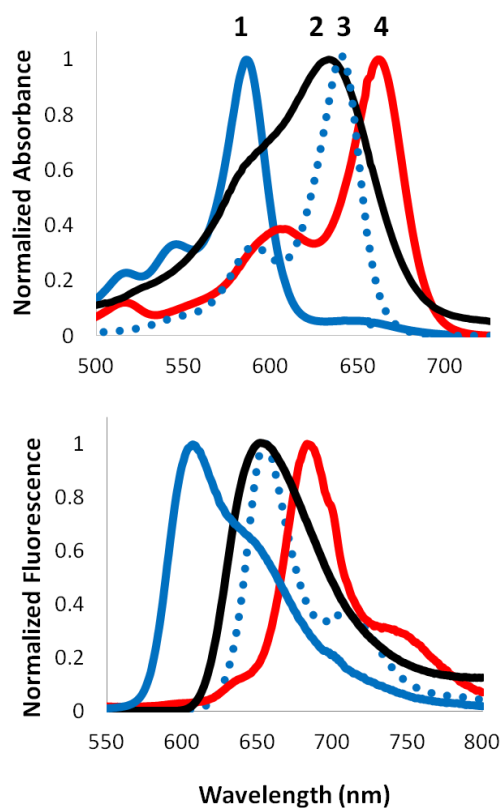 1 2 3 4
Normalized Absorbance
1
0.8
0.6
0.4
0.2
0
500 550 600 650 700
Normalized Fluorescence
1
0.8
0.6
0.4
0.2
0
550 600 650 700 750 800
Wavelength (nm)